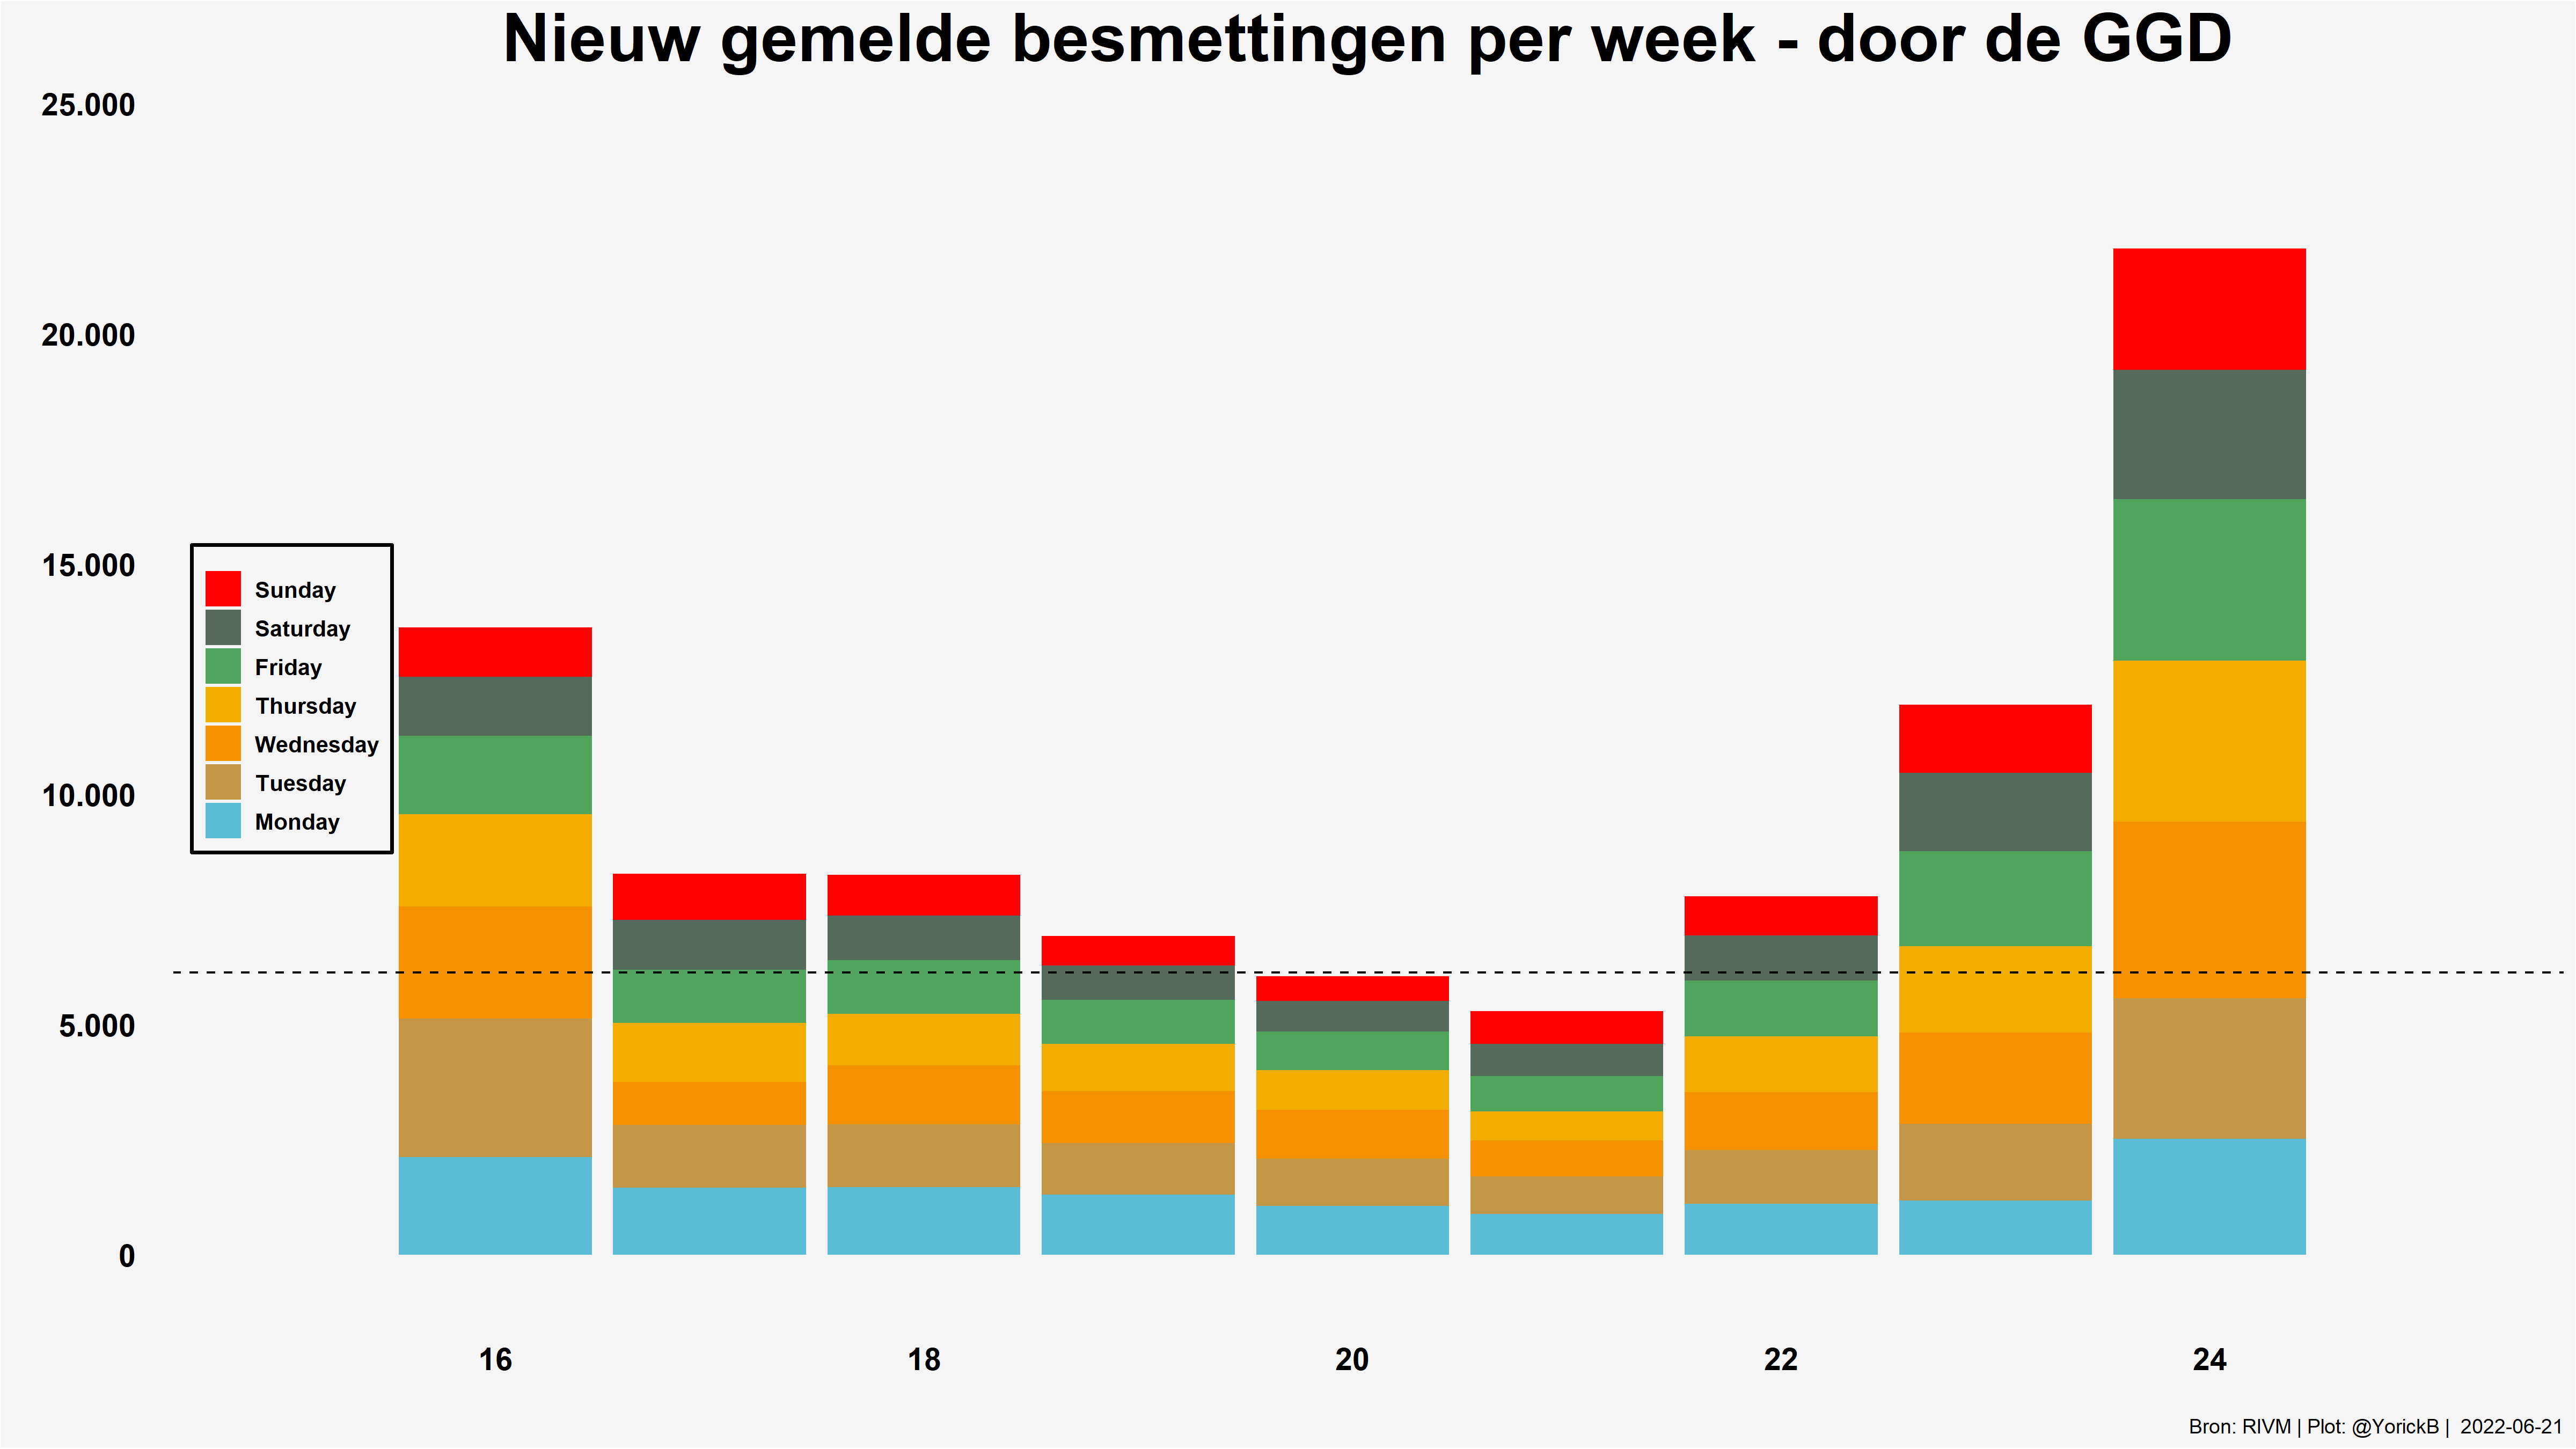 Nieuw gemelde besmettingen per week - door de GGD
25.000
20.000
15.000
10.000
5.000
0
Sunday
Saturday
Friday
Thursday
Wednesday
Tuesday
Monday
16 18 20 22 24
Bron: RIVM | Plot: @YorickB | 2022-06-21